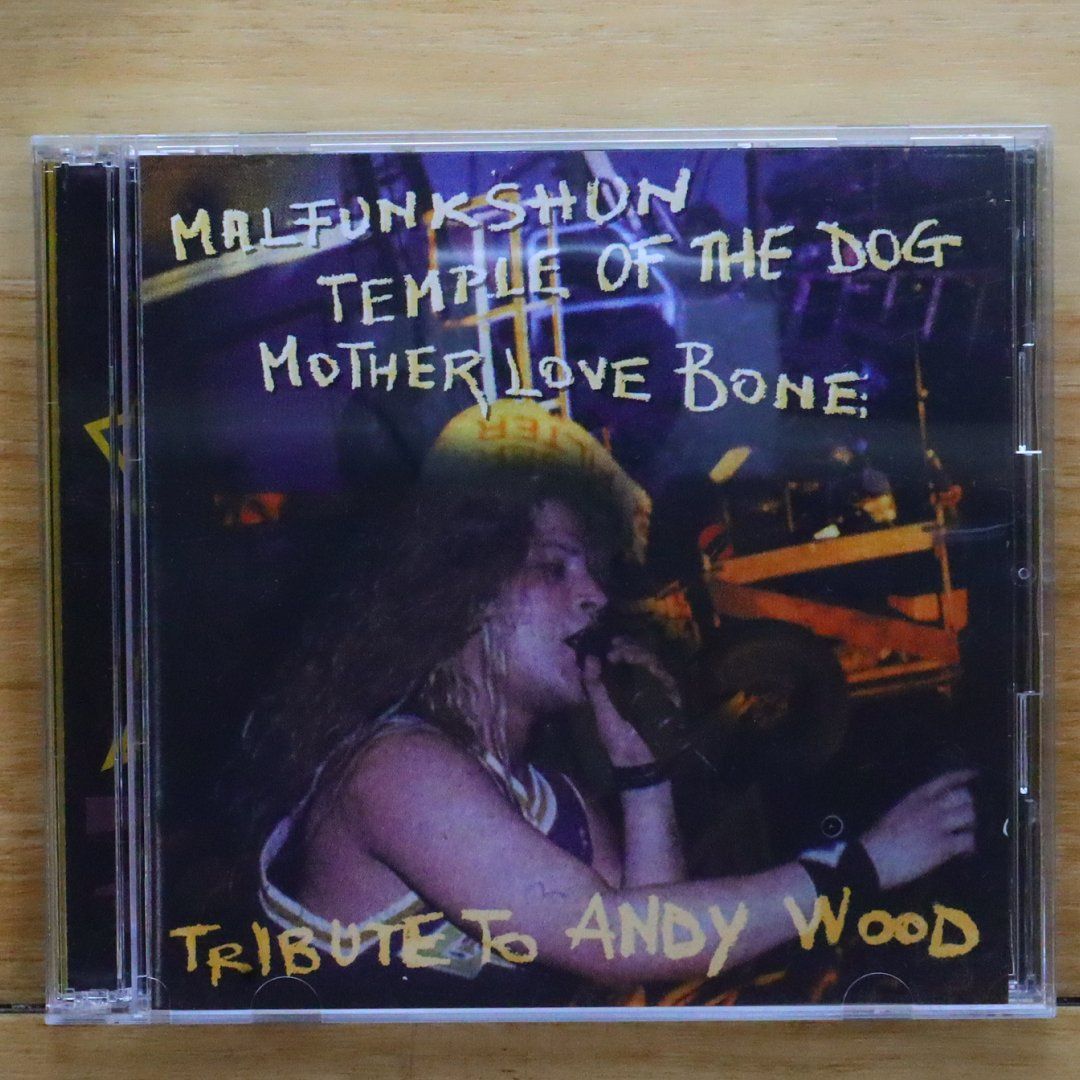 MALFUNKSHUN
TEMPLE OF THE DOG
MOTHER LOVE BONE:
TRIBUTE TO ANDY WOOD